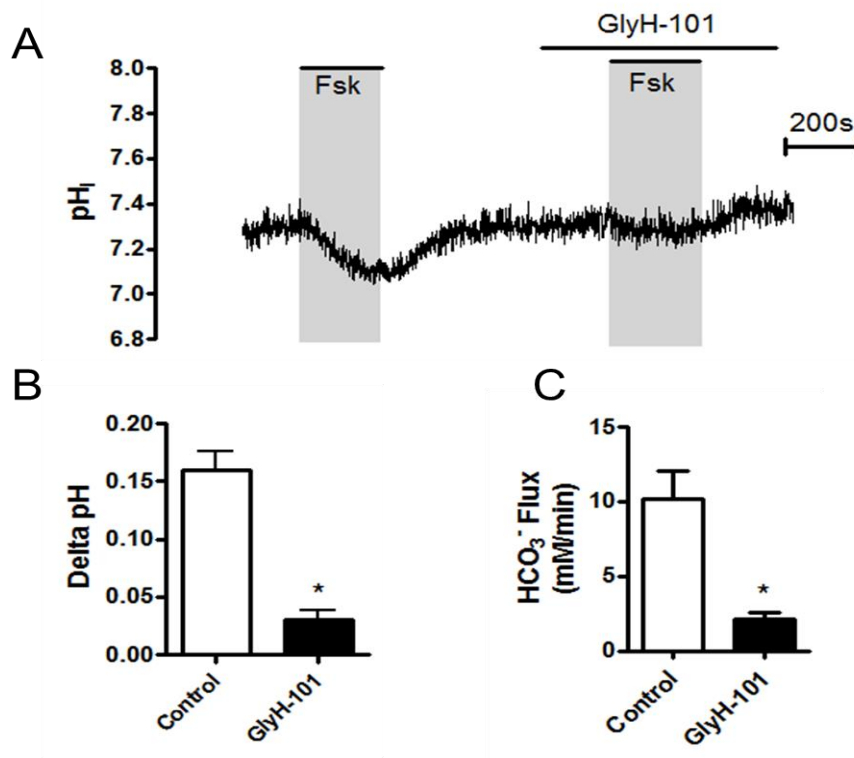 A
GlyH-101
Fsk
Fsk
200s
8.0
7.8
7.6
7.4
7.2
7.0
6.8
pHI
B
Delta pH
0.20
0.15
0.10
0.05
0.00
*
Control
GlyH-101
C
HCO3- Flux
(mM/min)
15
10
5
0
*
Control
GlyH-101